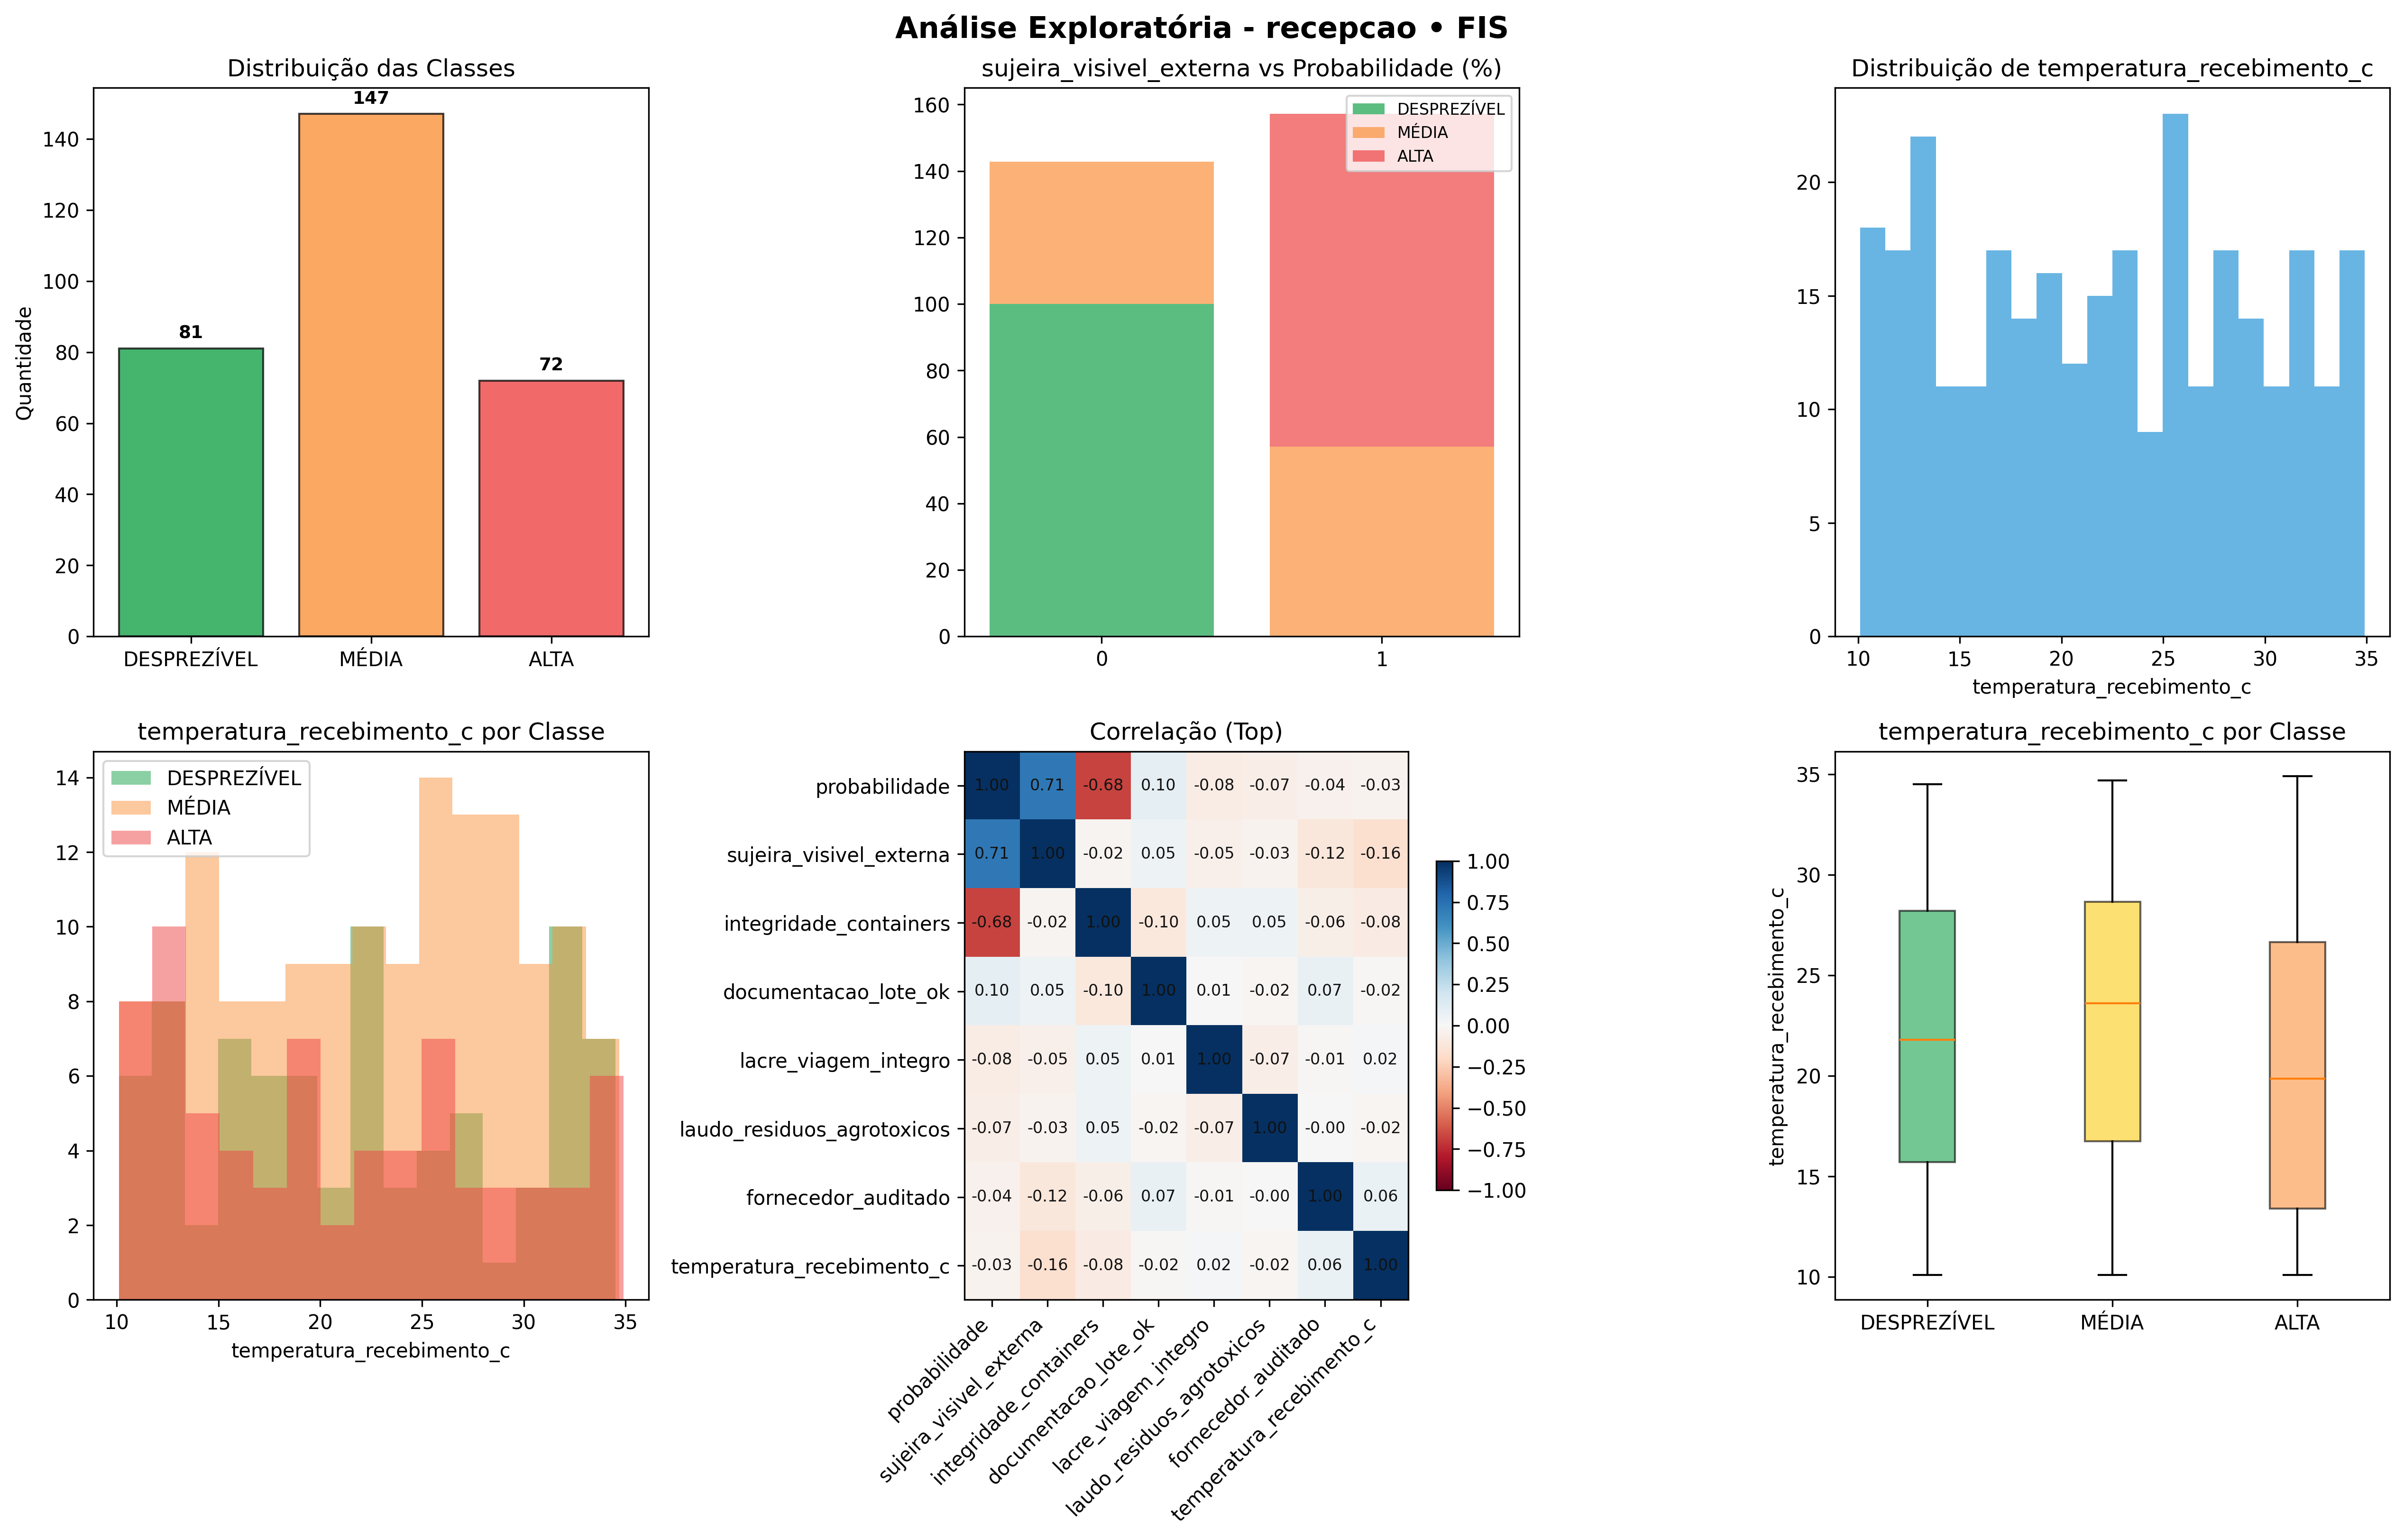 Análise Exploratória - recepcao • FIS
Distribuição das Classes
Quantidade
140
120
100
80
60
40
20
0
81
147
72
DESPREZÍVEL MÉDIA ALTA
sujeira_visivel_externa vs Probabilidade (%)
160
140
120
100
80
60
40
20
0
DESPREZÍVEL
MÉDIA
ALTA
0 1
Distribuição de temperatura_recebimento_c
20
15
10
5
0
10 15 20 25 30 35
temperatura_recebimento_c
temperatura_recebimento_c por Classe
14
12
10
8
6
4
2
0
DESPREZÍVEL
MÉDIA
ALTA
10 15 20 25 30 35
temperatura_recebimento_c
Correlação (Top)
probabilidade 1.00 0.71 -0.68 0.10 -0.08 -0.07 -0.04 -0.03
sujeira_visivel_externa 0.71 1.00 -0.02 0.05 -0.05 -0.03 -0.12 -0.16
integridade_containers -0.68 -0.02 1.00 -0.10 0.05 0.05 -0.06 -0.08
documentacao_lote_ok 0.10 0.05 -0.10 1.00 0.01 -0.02 0.07 -0.02
lacre_viagem_integro -0.08 -0.05 0.05 0.01 1.00 -0.07 -0.01 0.02
laudo_residuos_agrotoxicos -0.07 -0.03 0.05 -0.02 -0.07 1.00 -0.00 -0.02
fornecedor_auditado -0.04 -0.12 -0.06 0.07 -0.01 -0.00 1.00 0.06
temperatura_recebimento_c -0.03 -0.16 -0.08 -0.02 0.02 -0.02 0.06 1.00
probabilidade
sujeira_visivel_externa
integridade_containers
documentacao_lote_ok
lacre_viagem_integro
laudo_residuos_agrotoxicos
fornecedor_auditado
temperatura_recebimento_c
1.00
0.75
0.50
0.25
0.00
−0.25
−0.50
−0.75
−1.00
temperatura_recebimento_c por Classe
temperatura_recebimento_c
35
30
25
20
15
10
DESPREZÍVEL MÉDIA ALTA